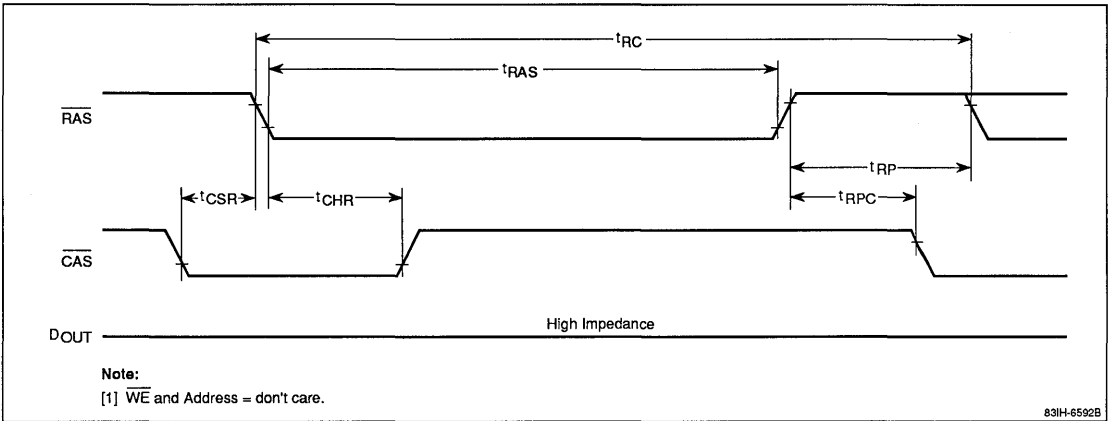 tRC
tRAS
RAS
tRP
tCSR
tCHR
tRPC
CAS
High Impedance
DOUT
Note:
[1] WE and Address = don't care.
83IH-6592B